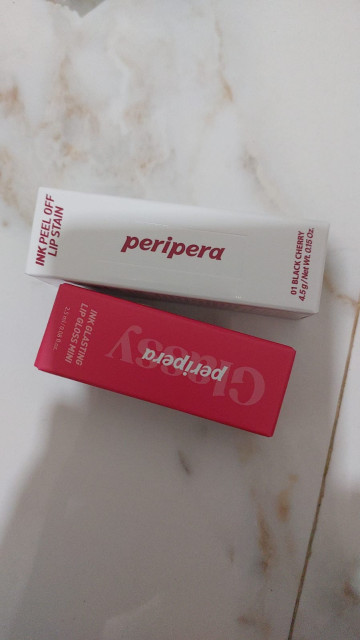 INK PEEL OFF
LIP STAIN
peripera
01 BLACK CHERRY
4.5 g / Net Wt. 0.15 Oz.
INK GLASTING
LIP GLOSS MINI
Glassy
peripera